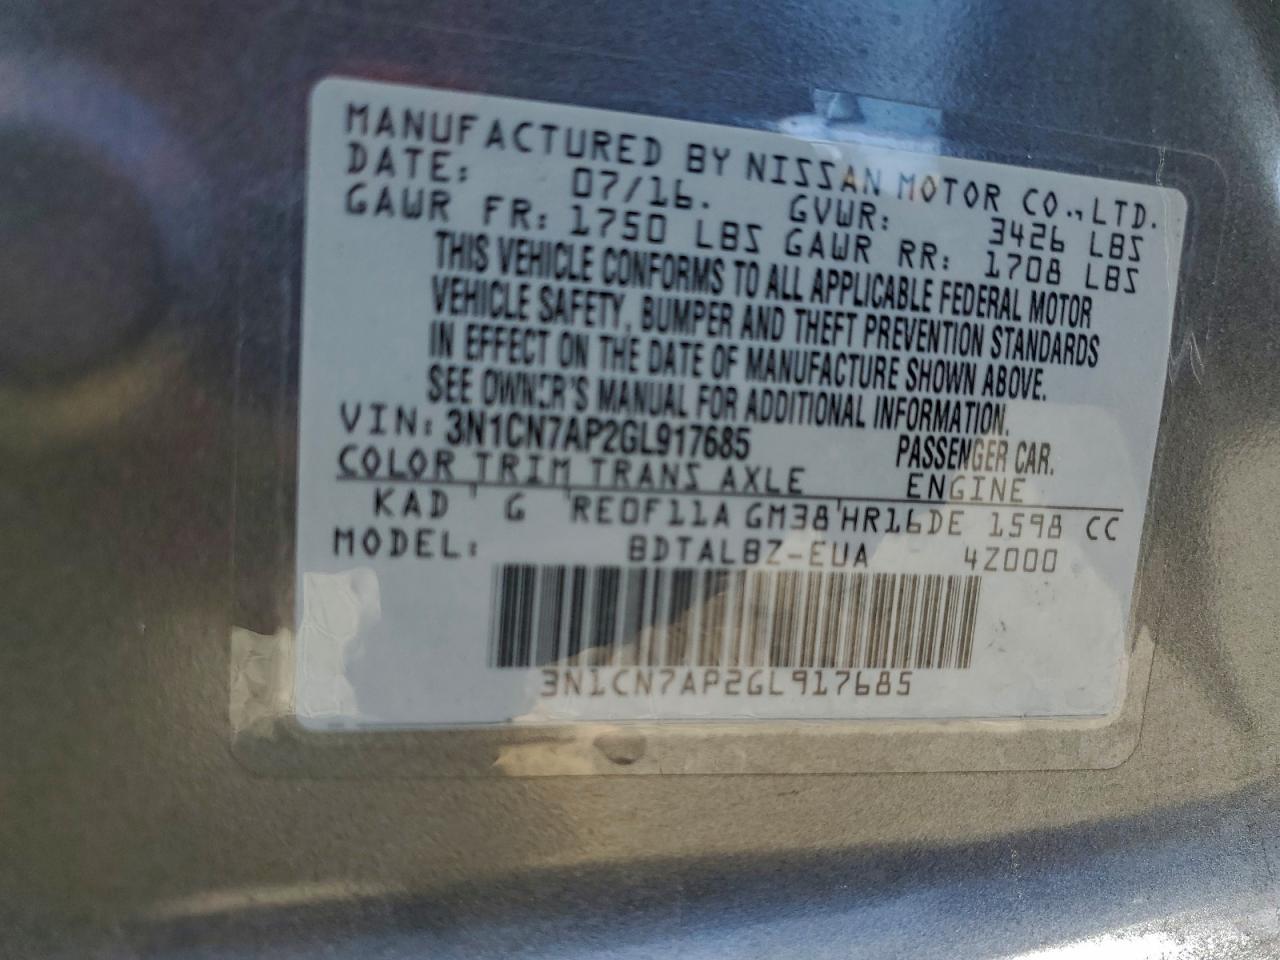 MANUFACTURED BY NISSAN MOTOR CO.,LTD.
DATE: 07/16. GVWR: 3426 LBS
GAWR FR: 1750 LBS GAWR RR: 1708 LBS
THIS VEHICLE CONFORMS TO ALL APPLICABLE FEDERAL MOTOR
VEHICLE SAFETY, BUMPER AND THEFT PREVENTION STANDARDS
IN EFFECT ON THE DATE OF MANUFACTURE SHOWN ABOVE.
SEE OWNER'S MANUAL FOR ADDITIONAL INFORMATION.
VIN: 3N1CN7AP2GL917685 PASSENGER CAR.
COLOR TRIM TRANS AXLE ENGINE
KAD G RE0F11A GM38 HR16DE 1598 CC
MODEL: BDTALBZ-EUA 4Z000
3N1CN7AP2GL917685